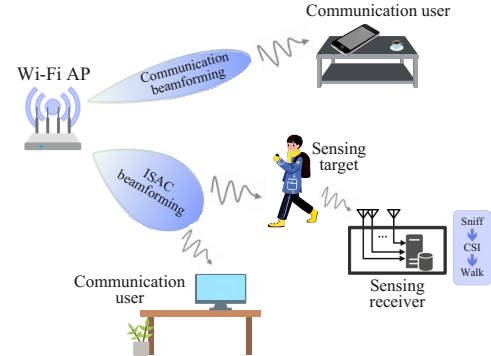 Communication user
Wi-Fi AP
Communication
beamforming
ISAC
beamforming
Sensing
target
Sniff
CSI
Walk
...
Communication
user
Sensing
receiver